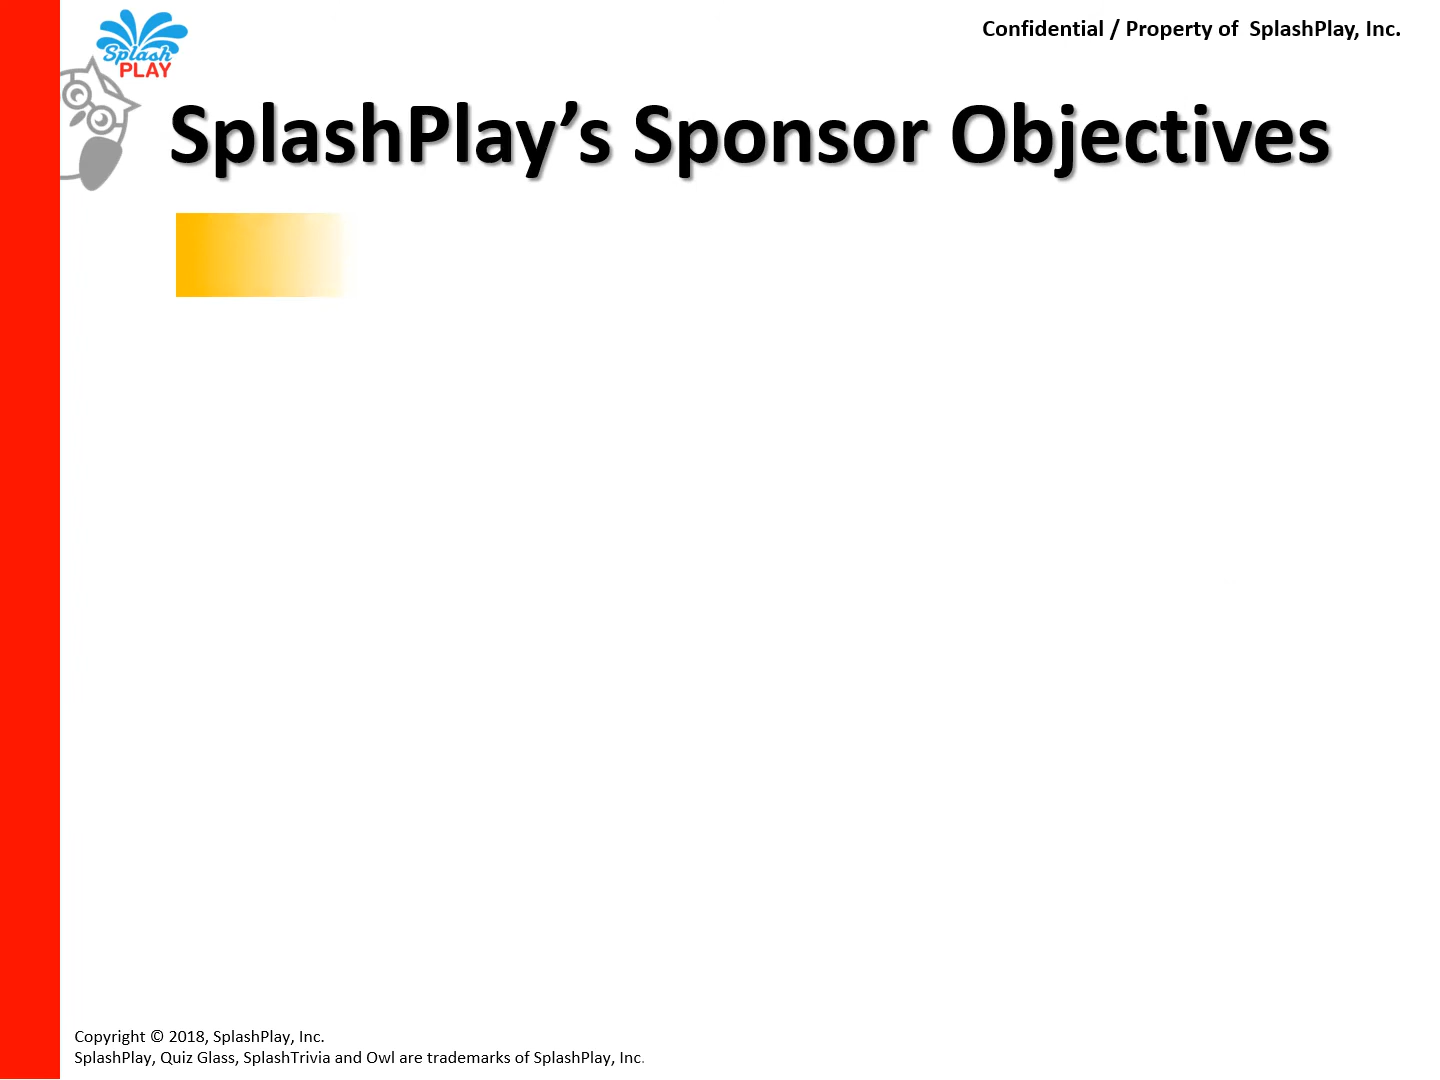 Splash
PLAY
Confidential / Property of  SplashPlay, Inc.
SplashPlay’s Sponsor Objectives
Copyright © 2018, SplashPlay, Inc.
SplashPlay, Quiz Glass, SplashTrivia and Owl are trademarks of SplashPlay, Inc.